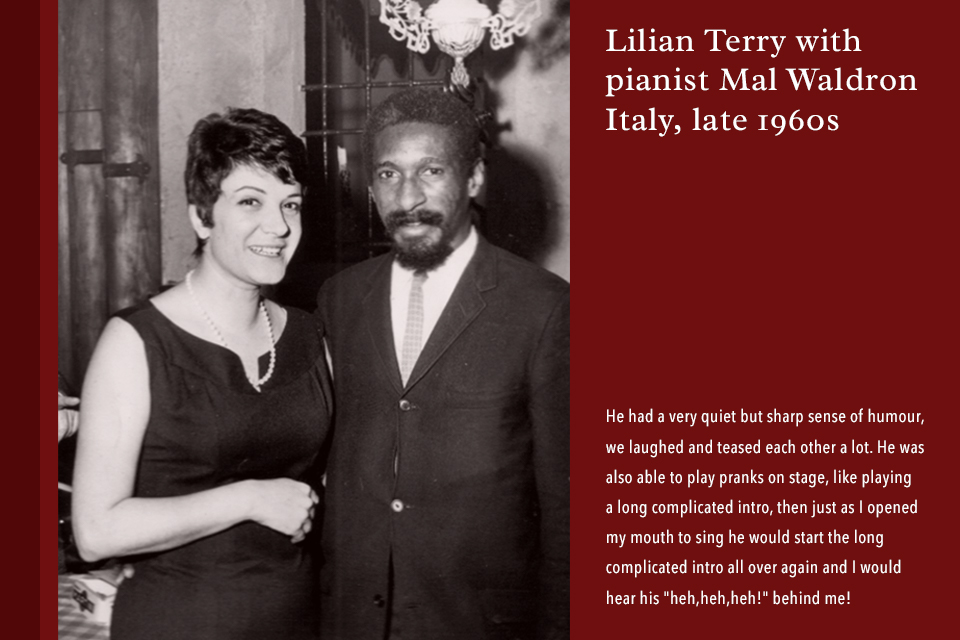 Lilian Terry with
pianist Mal Waldron
Italy, late 1960s
He had a very quiet but sharp sense of humour,
we laughed and teased each other a lot. He was
also able to play pranks on stage, like playing
a long complicated intro, then just as I opened
my mouth to sing he would start the long
complicated intro all over again and I would
hear his "heh,heh,heh!" behind me!